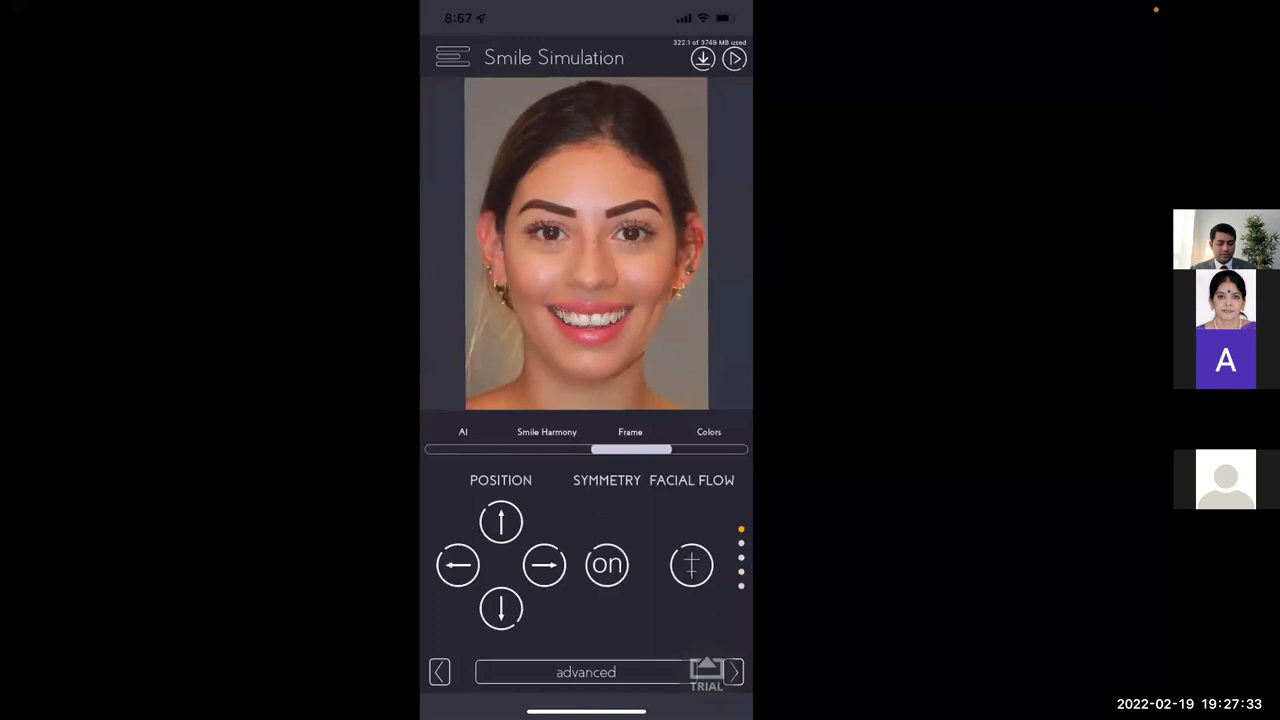 8:57
322.1 of 3749 MB used
Smile Simulation
AI Smile Harmony Frame Colors
POSITION SYMMETRY FACIAL FLOW
on
advanced
TRIAL
A
2022-02-19 19:27:33